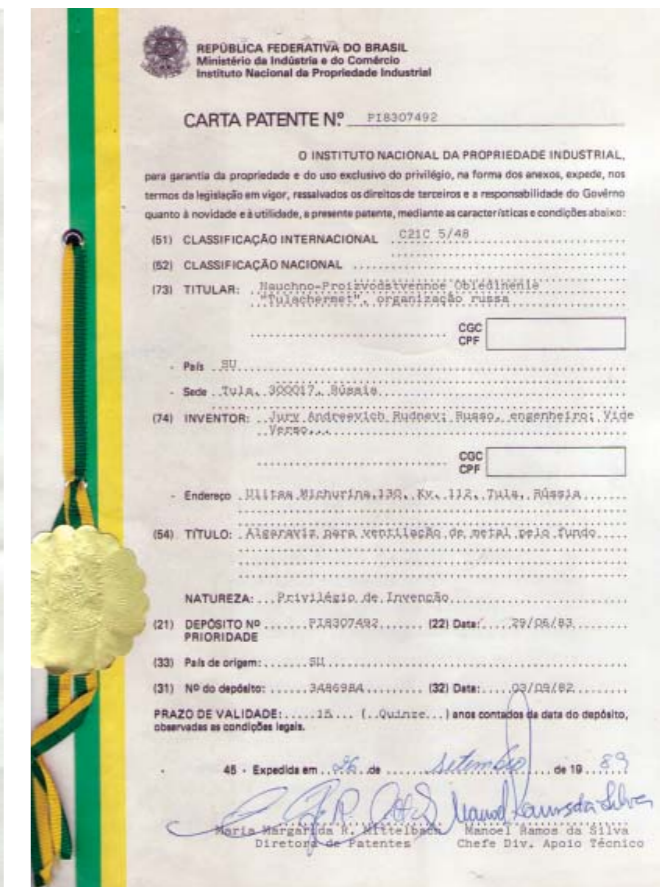 REPÚBLICA FEDERATIVA DO BRASIL
Ministério da Indústria e do Comércio
Instituto Nacional da Propriedade Industrial
CARTA PATENTE N.º PI8307492
O INSTITUTO NACIONAL DA PROPRIEDADE INDUSTRIAL,
para garantia da propriedade e do uso exclusivo do privilégio, na forma dos anexos, expede, nos
termos da legislação em vigor, ressalvados os direitos de terceiros e a responsabilidade do Govêrno
quanto à novidade e à utilidade, a presente patente, mediante as características e condições abaixo:
(51) CLASSIFICAÇÃO INTERNACIONAL C21C 5/48
(52) CLASSIFICAÇÃO NACIONAL
(73) TITULAR: Nauchno-Proizvodstvennoe Obiedinenie
"Tulachermet", organização russa
CGC
CPF
- País SU
- Sede Tula, 300017, Rússia
(74) INVENTOR: Jury Andreevich Rudnev; Russo, engenheiro; Vide
Verso...
CGC
CPF
- Endereço Ulitsa Michurina,130, Kv. 112, Tula, Rússia
(54) TÍTULO: Algaraviz para ventilação de metal pelo fundo
NATUREZA: Privilégio de Invenção
(21) DEPÓSITO Nº PI8307492 (22) Data: 29/06/83
PRIORIDADE
(33) País de origem: SU
(31) Nº do depósito: 3486984 (32) Data: 03/09/82
PRAZO DE VALIDADE: 15 (Quinze) anos contados da data do depósito,
observadas as condições legais.
45 - Expedida em 26 de setembro de 19 89
Maria Margarida R. Mittelbach Manoel Ramos da Silva
Diretora de Patentes Chefe Div. Apoio Técnico